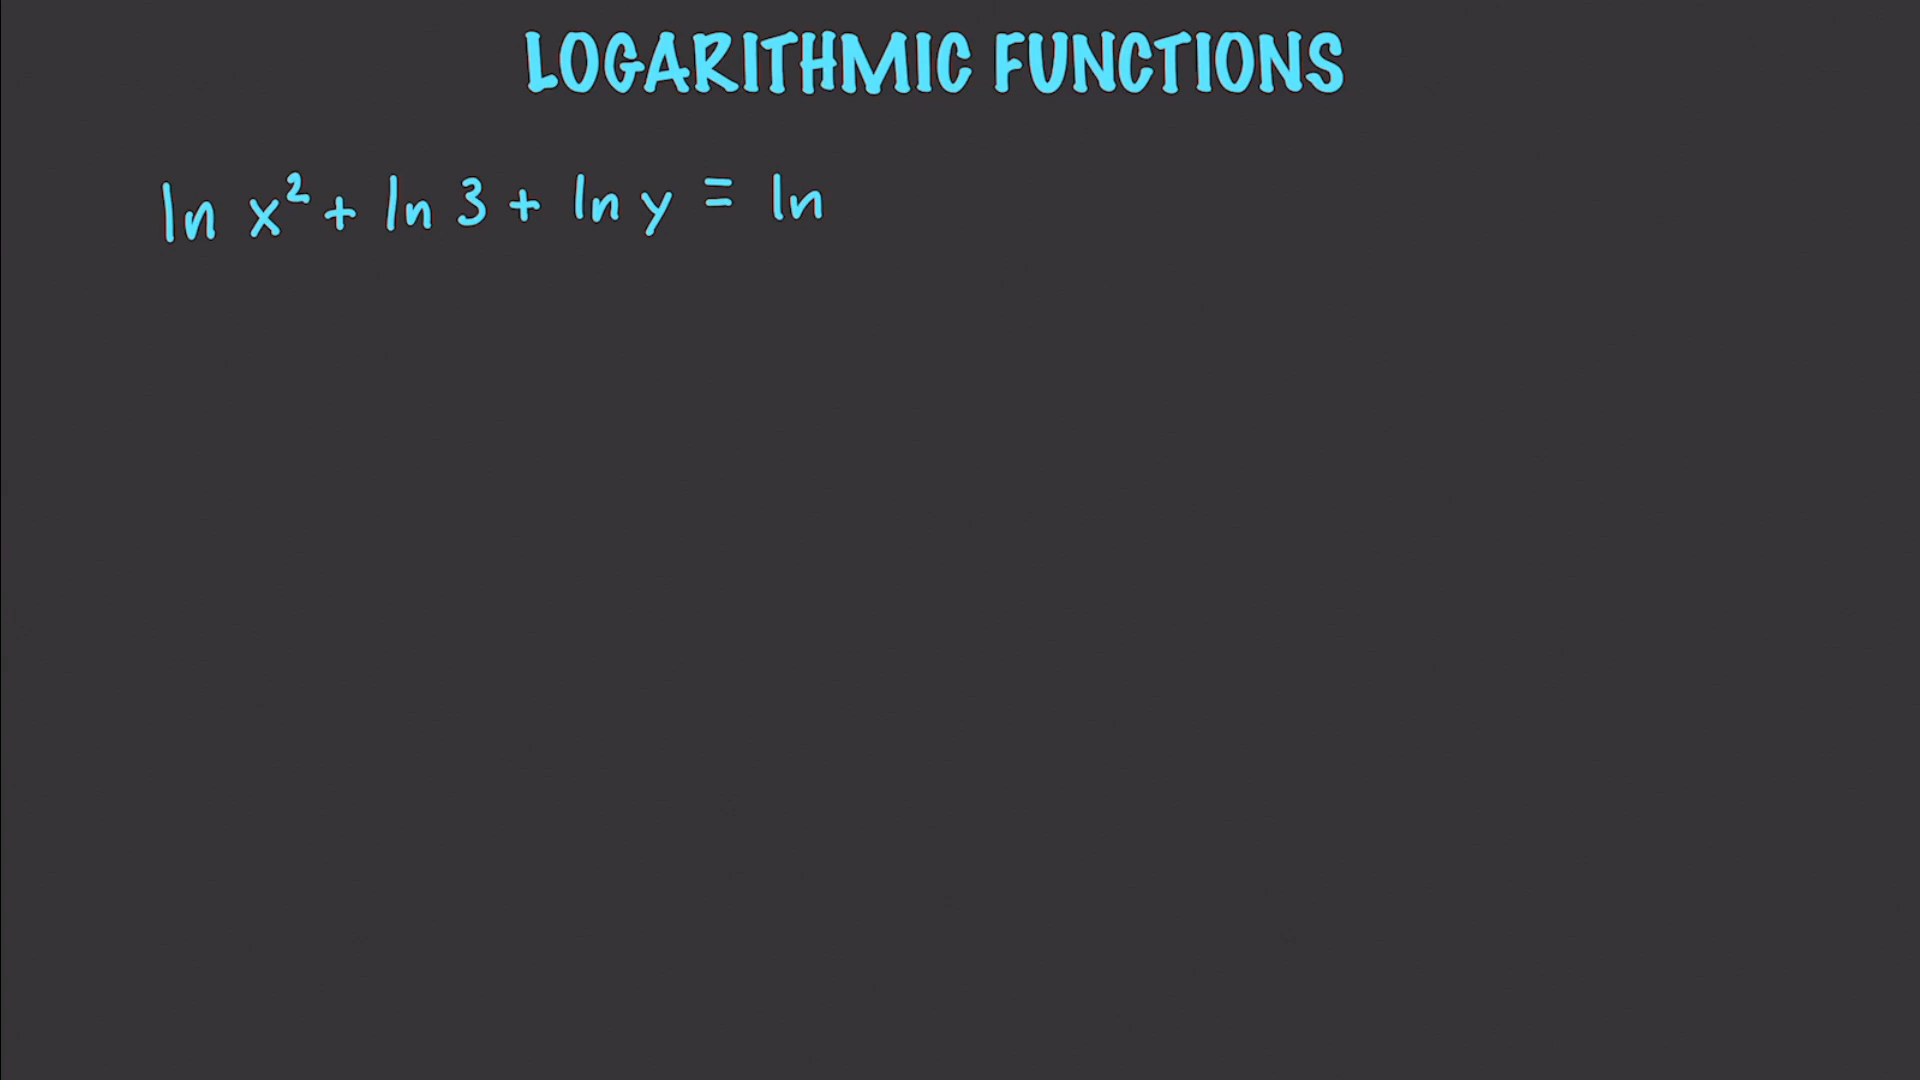 LOGARITHMIC FUNCTIONS
ln x² + ln 3 + ln y = ln